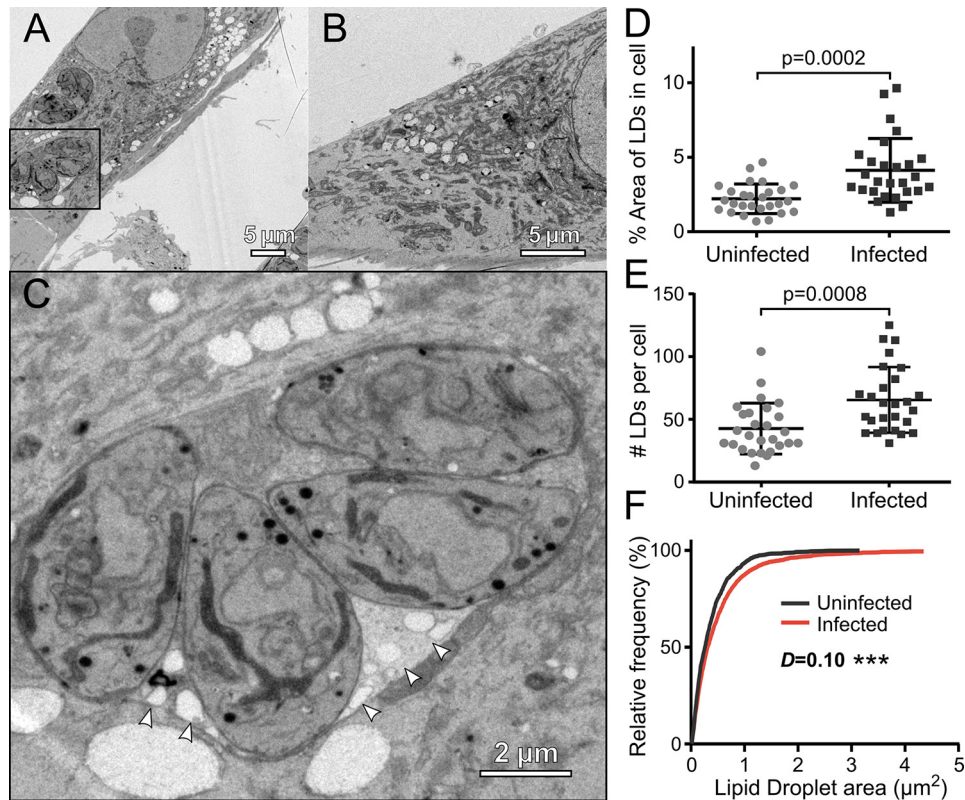 A
5 µm
B
5 µm
C
2 µm
D
% Area of LDs in cell
10
5
0
p=0.0002
Uninfected
Infected
E
# LDs per cell
150
100
50
0
p=0.0008
Uninfected
Infected
F
Relative frequency (%)
100
50
0
Uninfected
Infected
D=0.10 ***
0
1
2
3
4
5
Lipid Droplet area (µm²)